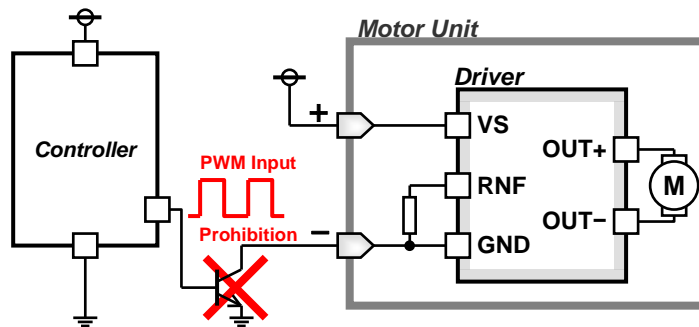 Motor Unit
Driver
+
VS
Controller
OUT+
PWM Input
RNF
M
Prohibition
OUT−
−
GND